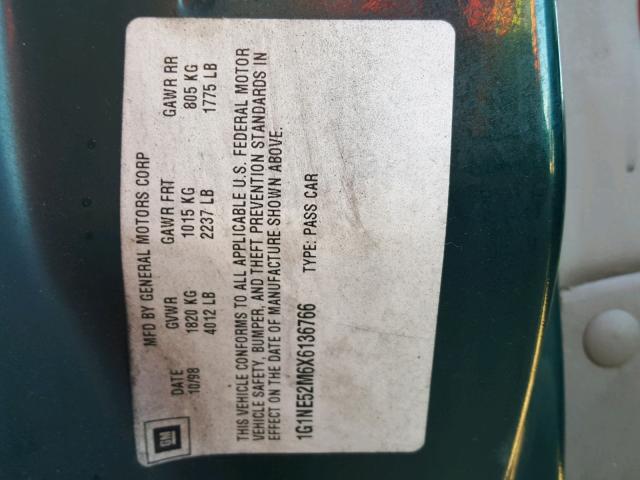 GM
MFD BY GENERAL MOTORS CORP
DATE GVWR GAWR FRT GAWR RR
10/98 1820 KG 1015 KG 805 KG
4012 LB 2237 LB 1775 LB
THIS VEHICLE CONFORMS TO ALL APPLICABLE U.S. FEDERAL MOTOR
VEHICLE SAFETY, BUMPER, AND THEFT PREVENTION STANDARDS IN
EFFECT ON THE DATE OF MANUFACTURE SHOWN ABOVE.
1G1NE52M6X6136766 TYPE: PASS CAR